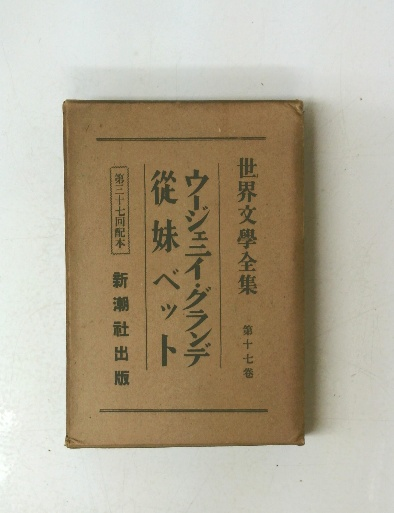 世界文學全集 第十七卷
ウージェニイ・グランデ
從妹ベット
第三十七回配本
新潮社出版